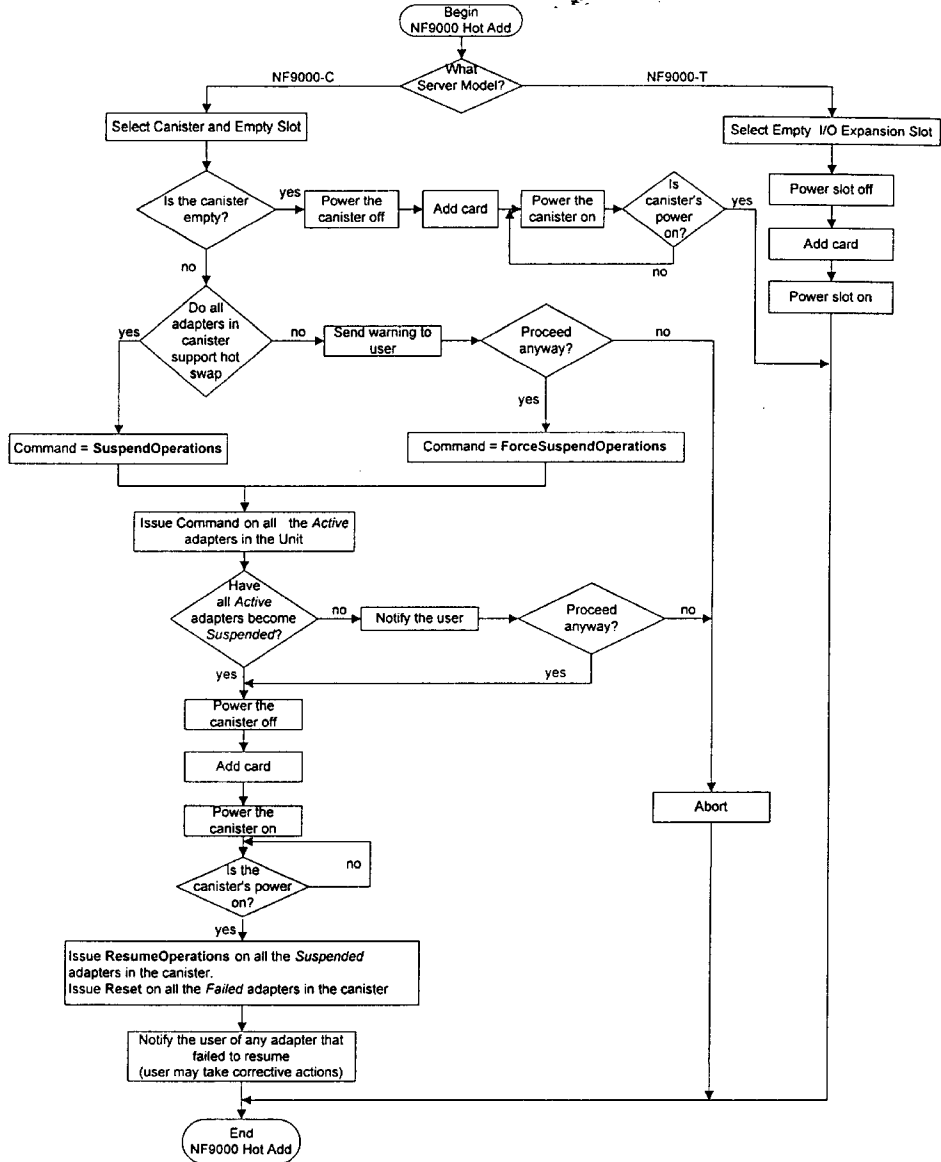 Begin
NF9000 Hot Add
What
Server Model?
NF9000-C
NF9000-T
Select Canister and Empty Slot
Select Empty I/O Expansion Slot
Is the canister
empty?
yes
Power the
canister off
Add card
Power the
canister on
Is
canister's
power
on?
yes
no
Power slot off
Add card
Power slot on
no
Do all
adapters in
canister
support hot
swap
yes
no
Send warning to
user
Proceed
anyway?
no
yes
Command = SuspendOperations
Command = ForceSuspendOperations
Issue Command on all the Active
adapters in the Unit
Have
all Active
adapters become
Suspended?
no
Notify the user
Proceed
anyway?
no
yes
yes
Power the
canister off
Add card
Power the
canister on
Abort
Is the
canister's power
on?
no
yes
Issue ResumeOperations on all the Suspended
adapters in the canister.
Issue Reset on all the Failed adapters in the canister
Notify the user of any adapter that
failed to resume
(user may take corrective actions)
End
NF9000 Hot Add